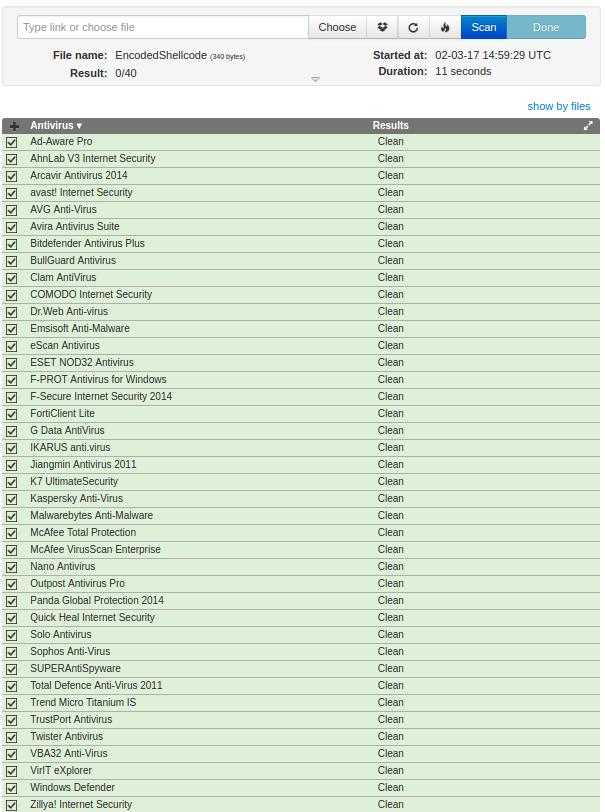 Type link or choose file Choose Scan Done
File name: EncodedShellcode (340 bytes) Started at: 02-03-17 14:59:29 UTC
Result: 0/40 Duration: 11 seconds
show by files
Antivirus ▾ Results
Ad-Aware Pro Clean
AhnLab V3 Internet Security Clean
Arcavir Antivirus 2014 Clean
avast! Internet Security Clean
AVG Anti-Virus Clean
Avira Antivirus Suite Clean
Bitdefender Antivirus Plus Clean
BullGuard Antivirus Clean
Clam AntiVirus Clean
COMODO Internet Security Clean
Dr.Web Anti-virus Clean
Emsisoft Anti-Malware Clean
eScan Antivirus Clean
ESET NOD32 Antivirus Clean
F-PROT Antivirus for Windows Clean
F-Secure Internet Security 2014 Clean
FortiClient Lite Clean
G Data AntiVirus Clean
IKARUS anti.virus Clean
Jiangmin Antivirus 2011 Clean
K7 UltimateSecurity Clean
Kaspersky Anti-Virus Clean
Malwarebytes Anti-Malware Clean
McAfee Total Protection Clean
McAfee VirusScan Enterprise Clean
Nano Antivirus Clean
Outpost Antivirus Pro Clean
Panda Global Protection 2014 Clean
Quick Heal Internet Security Clean
Solo Antivirus Clean
Sophos Anti-Virus Clean
SUPERAntiSpyware Clean
Total Defence Anti-Virus 2011 Clean
Trend Micro Titanium IS Clean
TrustPort Antivirus Clean
Twister Antivirus Clean
VBA32 Anti-Virus Clean
VirIT eXplorer Clean
Windows Defender Clean
Zillya! Internet Security Clean